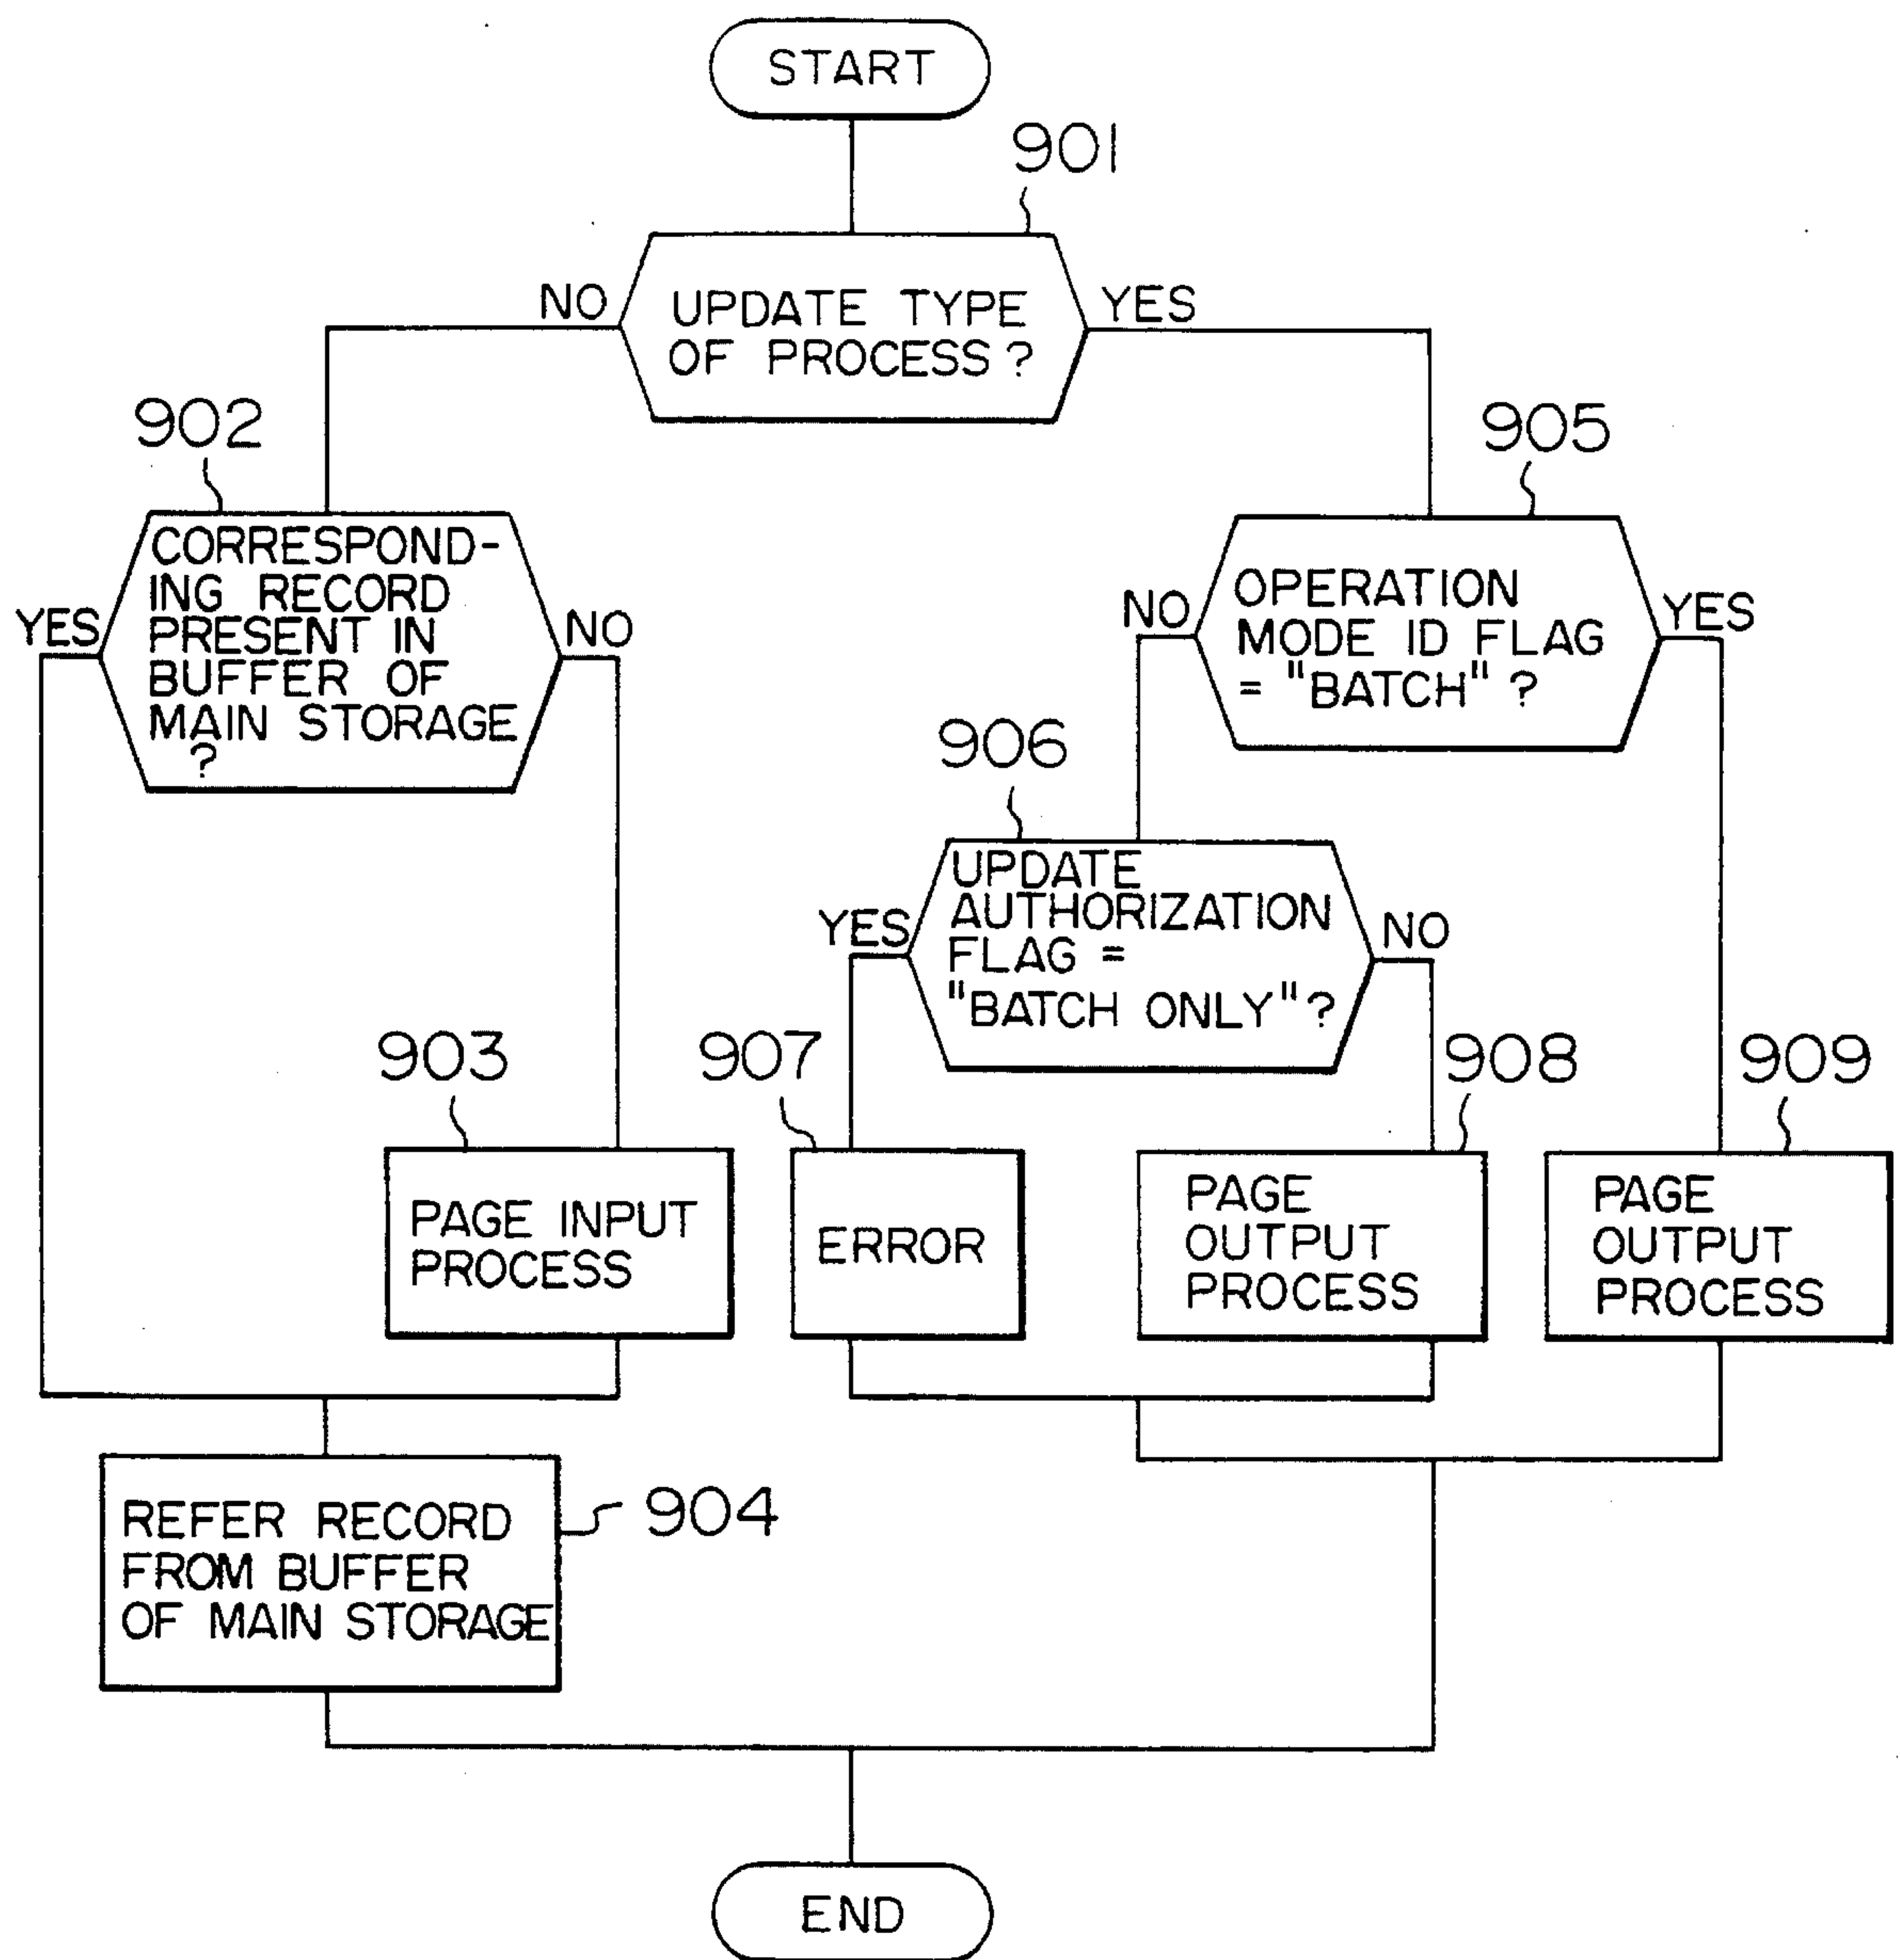 START
901
NO
UPDATE TYPE
OF PROCESS?
YES
902
CORRESPOND-
ING RECORD
PRESENT IN
BUFFER OF
MAIN STORAGE
?
YES
NO
905
OPERATION
MODE ID FLAG
= "BATCH" ?
NO
YES
906
UPDATE
AUTHORIZATION
FLAG =
"BATCH ONLY"?
YES
NO
903
PAGE INPUT
PROCESS
907
ERROR
908
PAGE
OUTPUT
PROCESS
909
PAGE
OUTPUT
PROCESS
REFER RECORD
FROM BUFFER
OF MAIN STORAGE
904
END